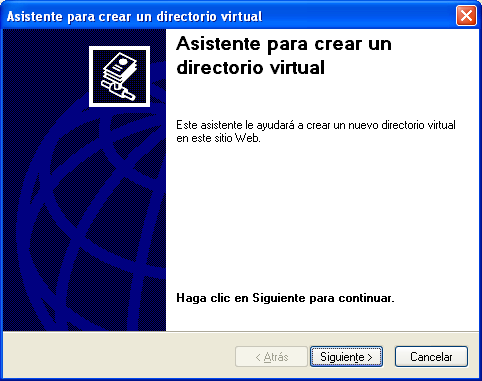 Asistente para crear un directorio virtual
Asistente para crear un
directorio virtual
Este asistente le ayudará a crear un nuevo directorio virtual
en este sitio Web.
Haga clic en Siguiente para continuar.
< Atrás
Siguiente >
Cancelar